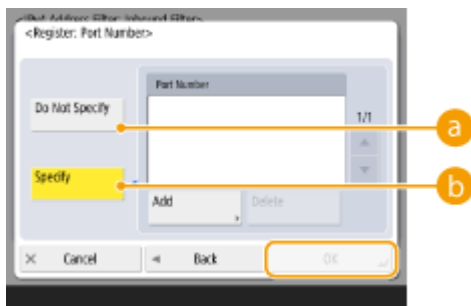 <IPv4 Address Filter: Inbound Filter>
<Register: Port Number>
Port Number
Do Not Specify
1/1
a
Specify
b
Add
Delete
Cancel
Back
OK